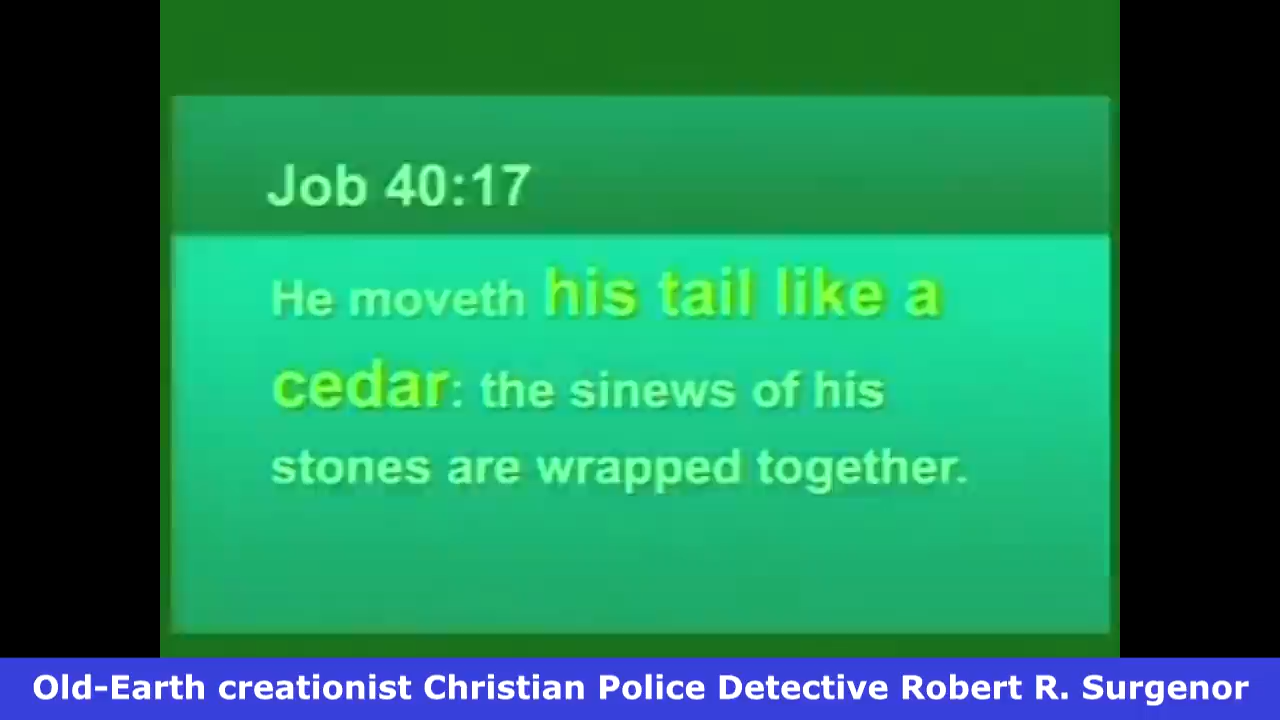 Job 40:17
He moveth his tail like a
cedar: the sinews of his
stones are wrapped together.
Old-Earth creationist Christian Police Detective Robert R. Surgenor